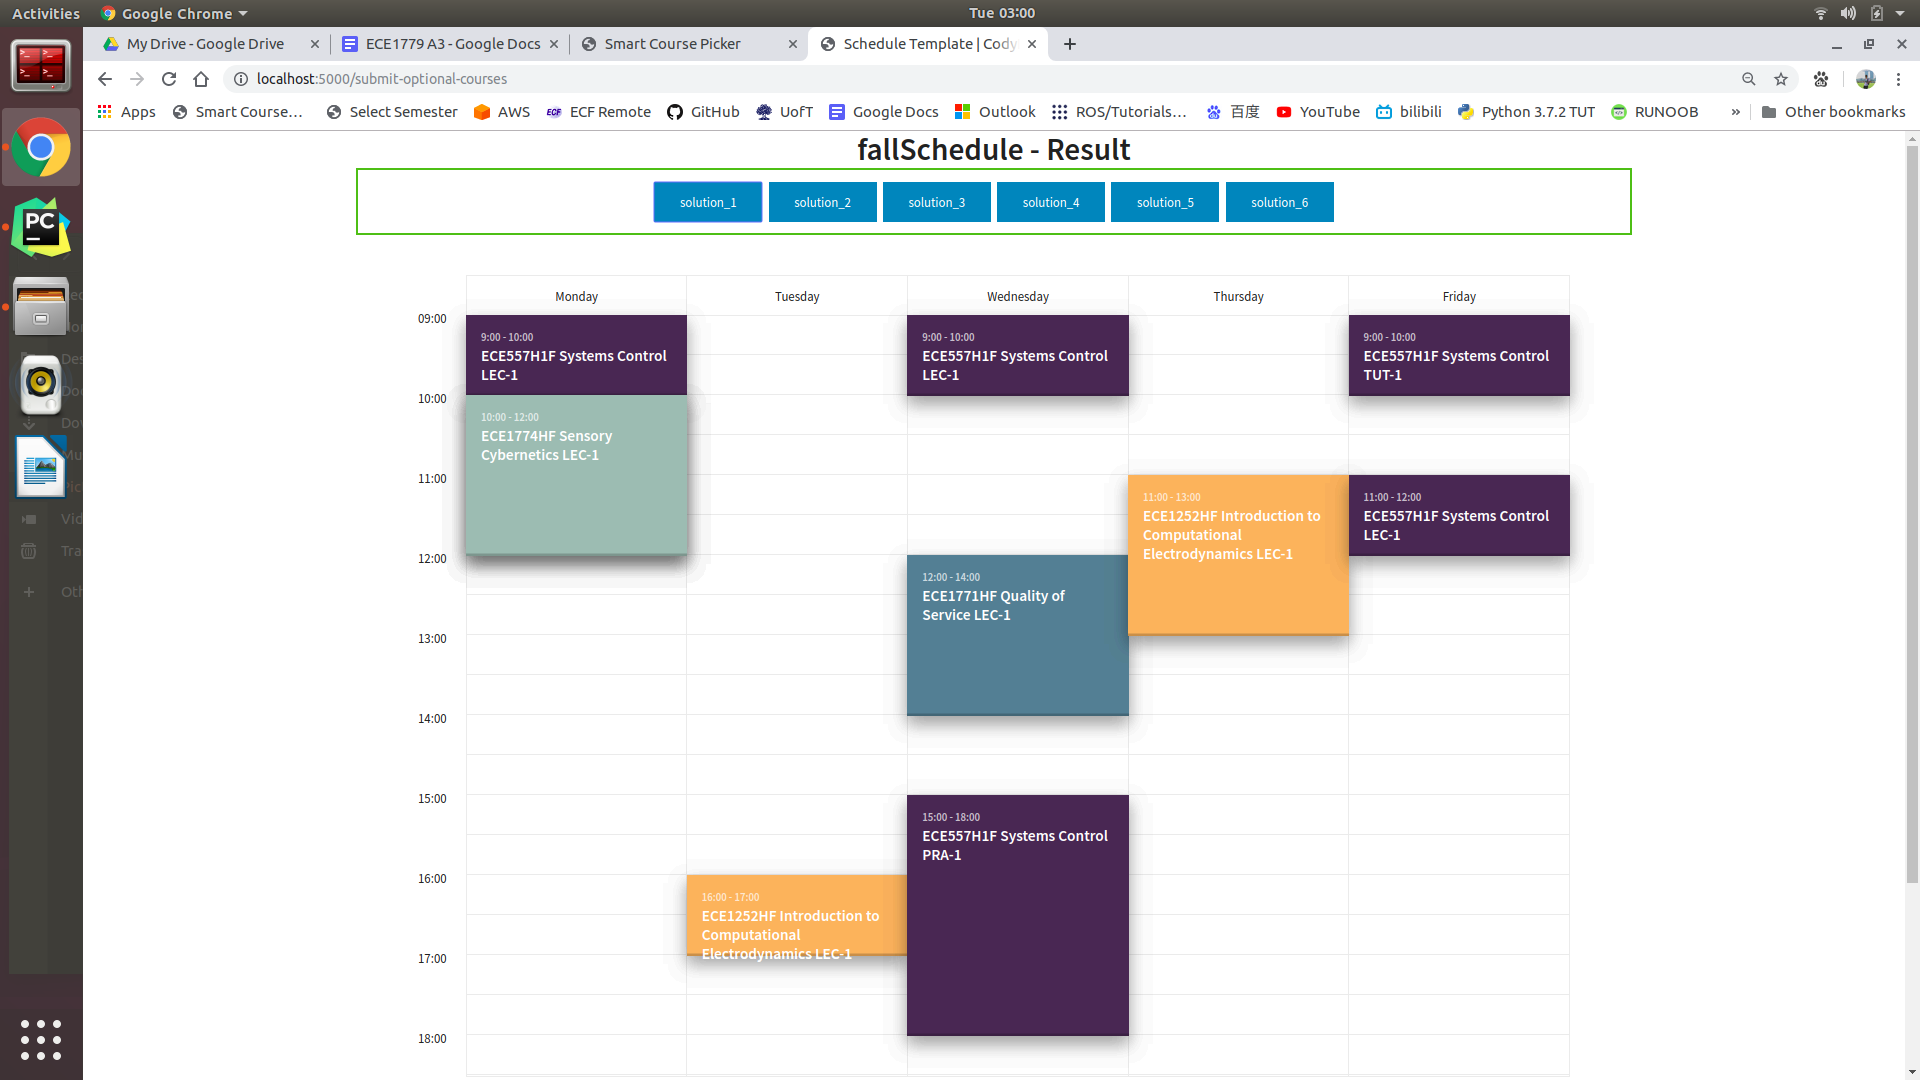 Activities
Google Chrome
Tue 03:00
My Drive - Google Drive
ECE1779 A3 - Google Docs
Smart Course Picker
Schedule Template | Cody
localhost:5000/submit-optional-courses
Apps
Smart Course…
Select Semester
AWS
ECF Remote
GitHub
UofT
Google Docs
Outlook
ROS/Tutorials…
百度
YouTube
bilibili
Python 3.7.2 TUT
RUNOOB
»
Other bookmarks
fallSchedule - Result
solution_1
solution_2
solution_3
solution_4
solution_5
solution_6
Monday
Tuesday
Wednesday
Thursday
Friday
09:00
9:00 - 10:00
ECE557H1F Systems Control
LEC-1
9:00 - 10:00
ECE557H1F Systems Control
LEC-1
9:00 - 10:00
ECE557H1F Systems Control
TUT-1
10:00
10:00 - 12:00
ECE1774HF Sensory
Cybernetics LEC-1
11:00
11:00 - 13:00
ECE1252HF Introduction to
Computational
Electrodynamics LEC-1
11:00 - 12:00
ECE557H1F Systems Control
LEC-1
12:00
12:00 - 14:00
ECE1771HF Quality of
Service LEC-1
13:00
14:00
15:00
15:00 - 18:00
ECE557H1F Systems Control
PRA-1
16:00
16:00 - 17:00
ECE1252HF Introduction to
Computational
Electrodynamics LEC-1
17:00
18:00
PC